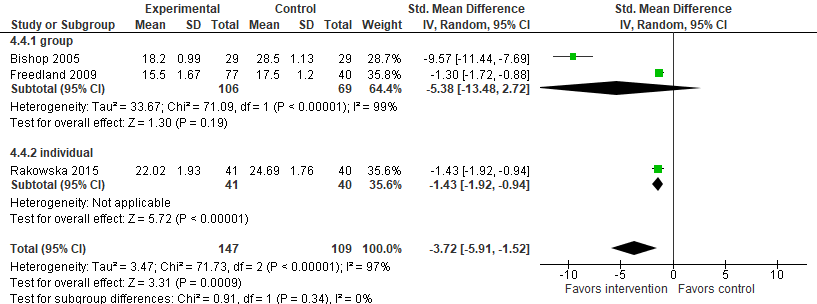 Experimental Control Std. Mean Difference Std. Mean Difference
Study or Subgroup Mean SD Total Mean SD Total Weight IV, Random, 95% CI IV, Random, 95% CI
4.4.1 group
Bishop 2005 18.2 0.99 29 28.5 1.13 29 28.7% -9.57 [-11.44, -7.69]
Freedland 2009 15.5 1.67 77 17.5 1.2 40 35.8% -1.30 [-1.72, -0.88]
Subtotal (95% CI) 106 69 64.4% -5.38 [-13.48, 2.72]
Heterogeneity: Tau² = 33.67; Chi² = 71.09, df = 1 (P < 0.00001); I² = 99%
Test for overall effect: Z = 1.30 (P = 0.19)
4.4.2 individual
Rakowska 2015 22.02 1.93 41 24.69 1.76 40 35.6% -1.43 [-1.92, -0.94]
Subtotal (95% CI) 41 40 35.6% -1.43 [-1.92, -0.94]
Heterogeneity: Not applicable
Test for overall effect: Z = 5.72 (P < 0.00001)
Total (95% CI) 147 109 100.0% -3.72 [-5.91, -1.52]
Heterogeneity: Tau² = 3.47; Chi² = 71.73, df = 2 (P < 0.00001); I² = 97%
Test for overall effect: Z = 3.31 (P = 0.0009)
Test for subgroup differences: Chi² = 0.91, df = 1 (P = 0.34), I² = 0%
-10 -5 0 5 10
Favors intervention Favors control